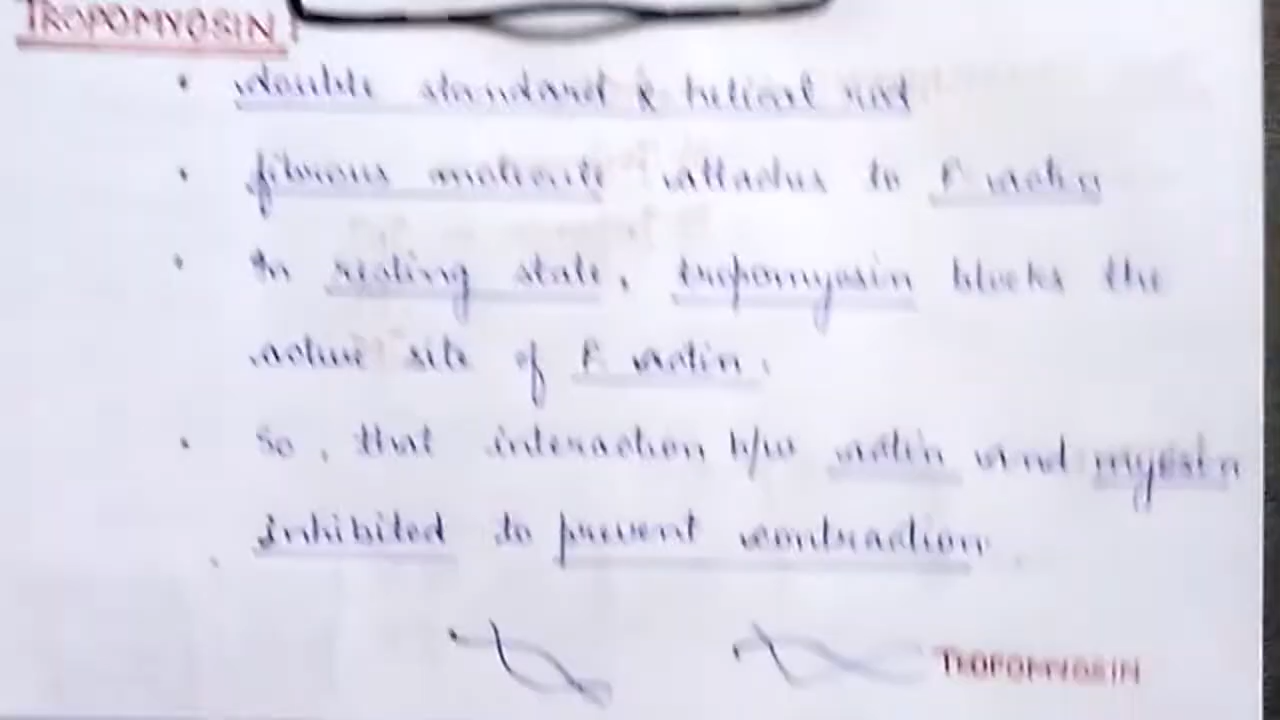 TROPOMYOSIN :
• double standard & helical rod
• fibrous molecule attaches to F actin
• In resting state, tropomyosin blocks the
active site of F actin.
• So, that interaction b/w actin and myosin
inhibited to prevent contraction.
TROPOMYOSIN